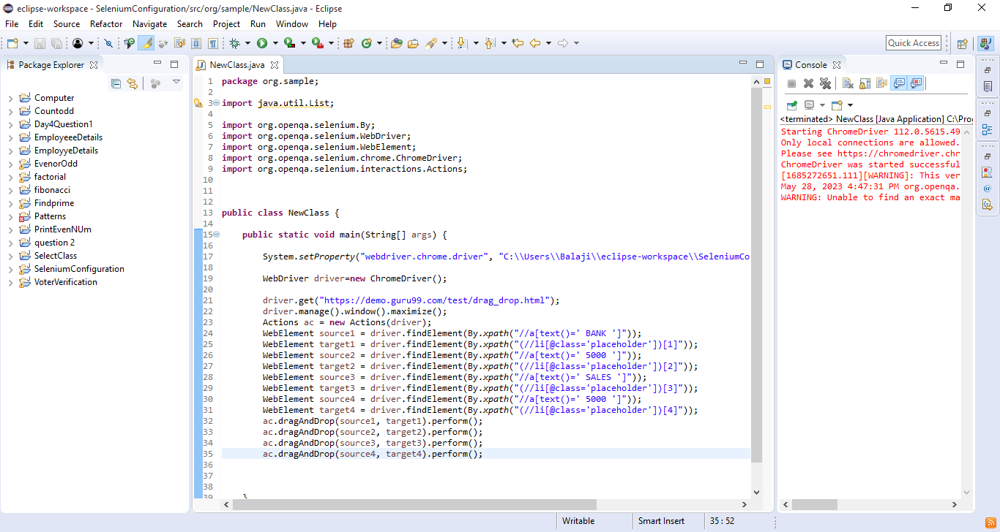 eclipse-workspace - SeleniumConfiguration/src/org/sample/NewClass.java - Eclipse
File Edit Source Refactor Navigate Search Project Run Window Help
Quick Access
Package Explorer
Computer
Countodd
Day4Question1
EmployeeeDetails
EmployyeDetails
EvenorOdd
factorial
fibonacci
Findprime
Patterns
PrintEvenNUm
question 2
SelectClass
SeleniumConfiguration
VoterVerification
NewClass.java
1 package org.sample;
2
3 import java.util.List;
4
5 import org.openqa.selenium.By;
6 import org.openqa.selenium.WebDriver;
7 import org.openqa.selenium.WebElement;
8 import org.openqa.selenium.chrome.ChromeDriver;
9 import org.openqa.selenium.interactions.Actions;
10
11
12
13 public class NewClass {
14
15 public static void main(String[] args) {
16
17 System.setProperty("webdriver.chrome.driver", "C:\\Users\\Balaji\\eclipse-workspace\\SeleniumCo
18
19 WebDriver driver=new ChromeDriver();
20
21 driver.get("https://demo.guru99.com/test/drag_drop.html");
22 driver.manage().window().maximize();
23 Actions ac = new Actions(driver);
24 WebElement source1 = driver.findElement(By.xpath("//a[text()=' BANK ']"));
25 WebElement target1 = driver.findElement(By.xpath("(//li[@class='placeholder'])[1]"));
26 WebElement source2 = driver.findElement(By.xpath("//a[text()=' 5000 ']"));
27 WebElement target2 = driver.findElement(By.xpath("(//li[@class='placeholder'])[2]"));
28 WebElement source3 = driver.findElement(By.xpath("//a[text()=' SALES ']"));
29 WebElement target3 = driver.findElement(By.xpath("(//li[@class='placeholder'])[3]"));
30 WebElement source4 = driver.findElement(By.xpath("//a[text()=' 5000 ']"));
31 WebElement target4 = driver.findElement(By.xpath("(//li[@class='placeholder'])[4]"));
32 ac.dragAndDrop(source1, target1).perform();
33 ac.dragAndDrop(source2, target2).perform();
34 ac.dragAndDrop(source3, target3).perform();
35 ac.dragAndDrop(source4, target4).perform();
36
37
38
39 }
Console
<terminated> NewClass [Java Application] C:\Pro
Starting ChromeDriver 112.0.5615.49
Only local connections are allowed.
Please see https://chromedriver.chr
ChromeDriver was started successful
[1685272651.111][WARNING]: This ver
May 28, 2023 4:47:31 PM org.openqa.
WARNING: Unable to find an exact ma
Writable Smart Insert 35 : 52